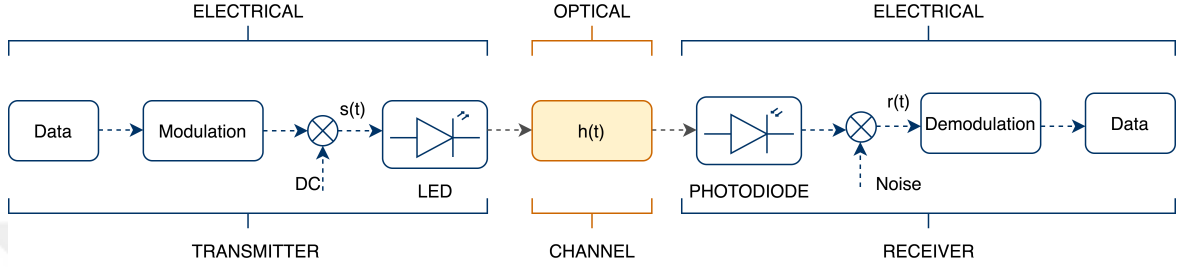 ELECTRICAL
OPTICAL
ELECTRICAL
Data
Modulation
s(t)
DC
LED
h(t)
PHOTODIODE
r(t)
Noise
Demodulation
Data
TRANSMITTER
CHANNEL
RECEIVER